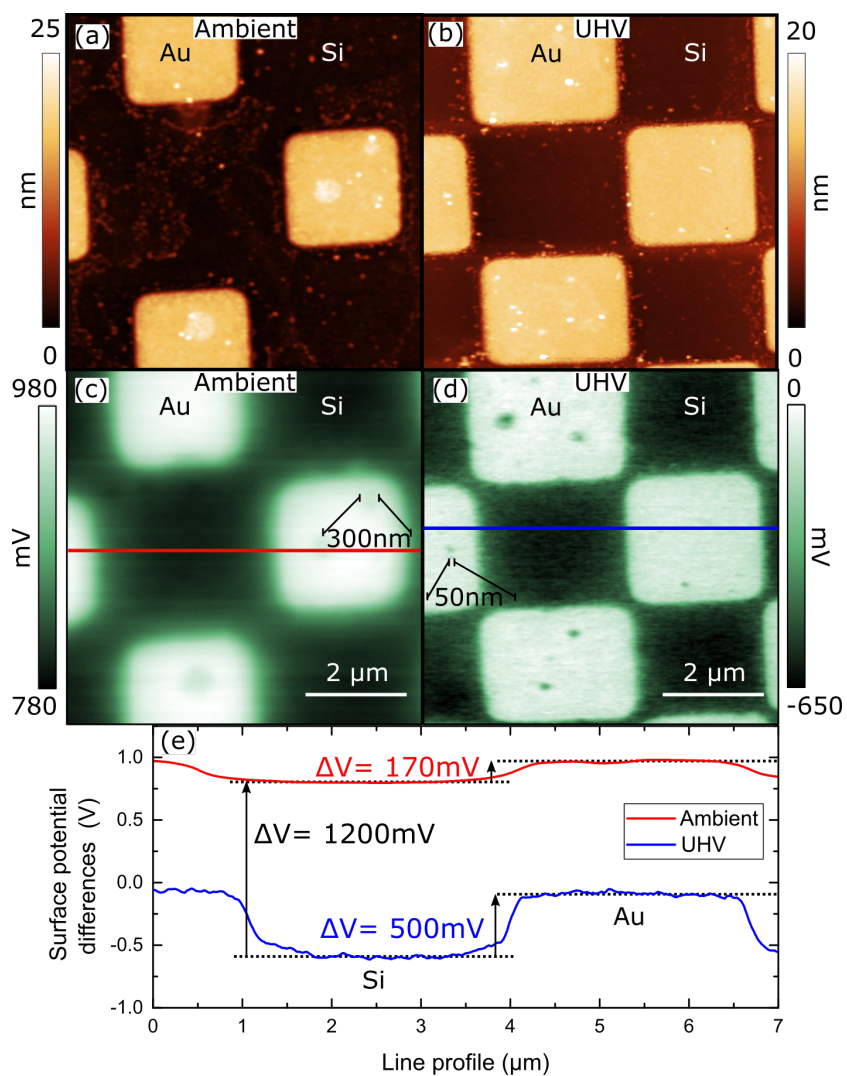 25
(a)
Ambient
Au
Si
nm
0
(b)
UHV
20
nm
0
980
(c)
Ambient
Au
Si
mV
300nm
2 µm
780
(d)
UHV
0
Au
Si
mV
50nm
2 µm
-650
(e)
1.0
0.5
0.0
-0.5
-1.0
Surface potential
differences (V)
ΔV= 170mV
ΔV= 1200mV
ΔV= 500mV
Ambient
UHV
Au
Si
0 1 2 3 4 5 6 7
Line profile (µm)